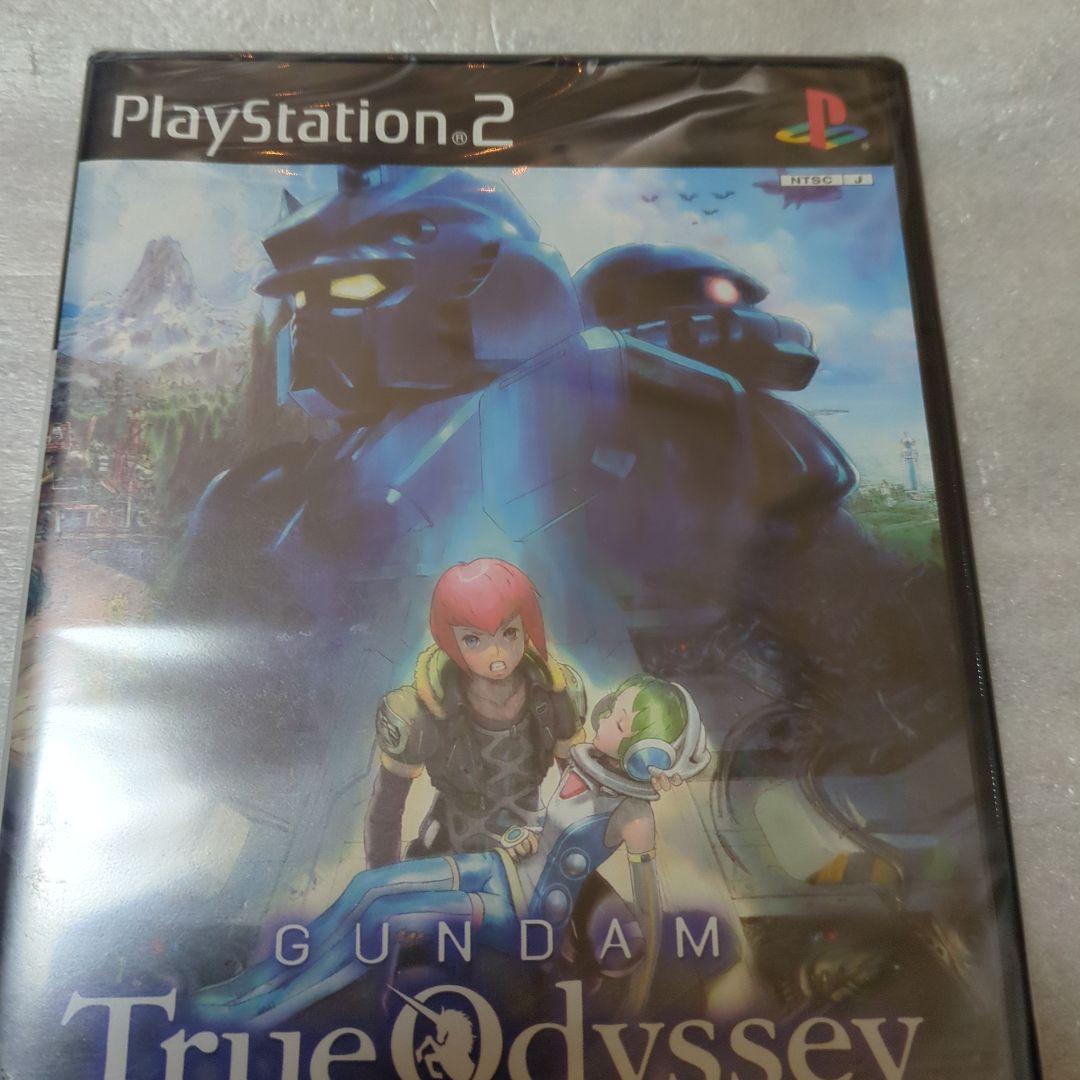 PlayStation®2
NTSC J
GUNDAM
True Odyssey